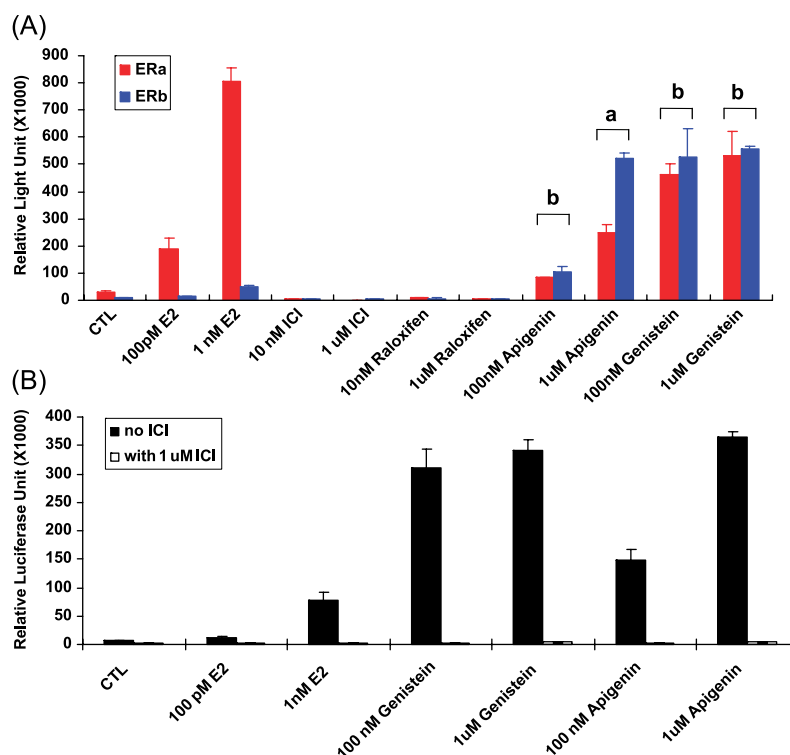 (A)
Relative Light Unit (X1000)
900
800
700
600
500
400
300
200
100
0
ERa
ERb
b
a
b
b
CTL
100pM E2
1 nM E2
10 nM ICI
1 uM ICI
10nM Raloxifen
1uM Raloxifen
100nM Apigenin
1uM Apigenin
100nM Genistein
1uM Genistein
(B)
Relative Luciferase Unit (X1000)
400
350
300
250
200
150
100
50
0
no ICI
with 1 uM ICI
CTL
100 pM E2
1nM E2
100 nM Genistein
1uM Genistein
100 nM Apigenin
1uM Apigenin